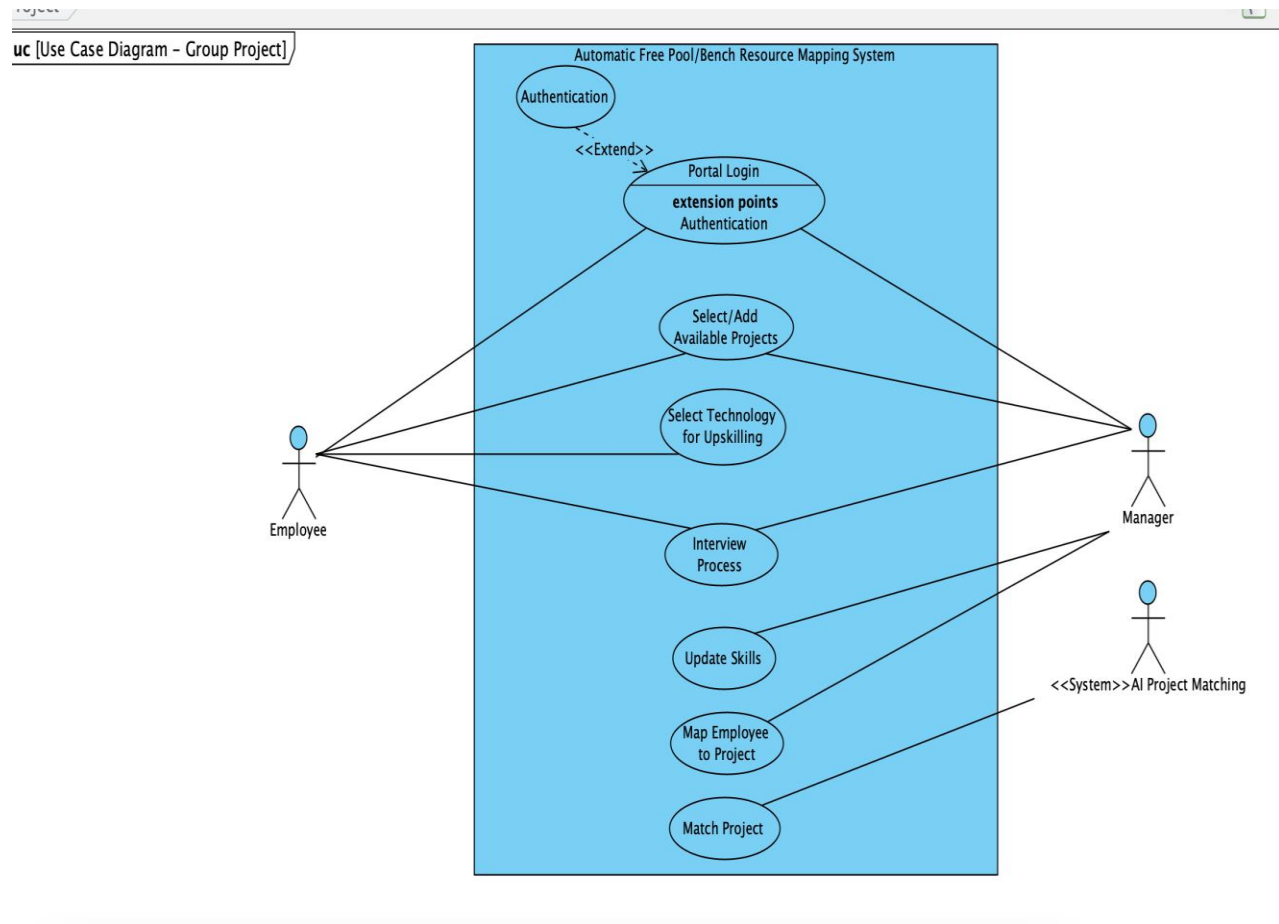 uc [Use Case Diagram – Group Project]
Automatic Free Pool/Bench Resource Mapping System
Authentication
<<Extend>>
Portal Login
extension points
Authentication
Select/Add
Available Projects
Select Technology
for Upskilling
Employee
Manager
Interview
Process
Update Skills
<<System>>AI Project Matching
Map Employee
to Project
Match Project